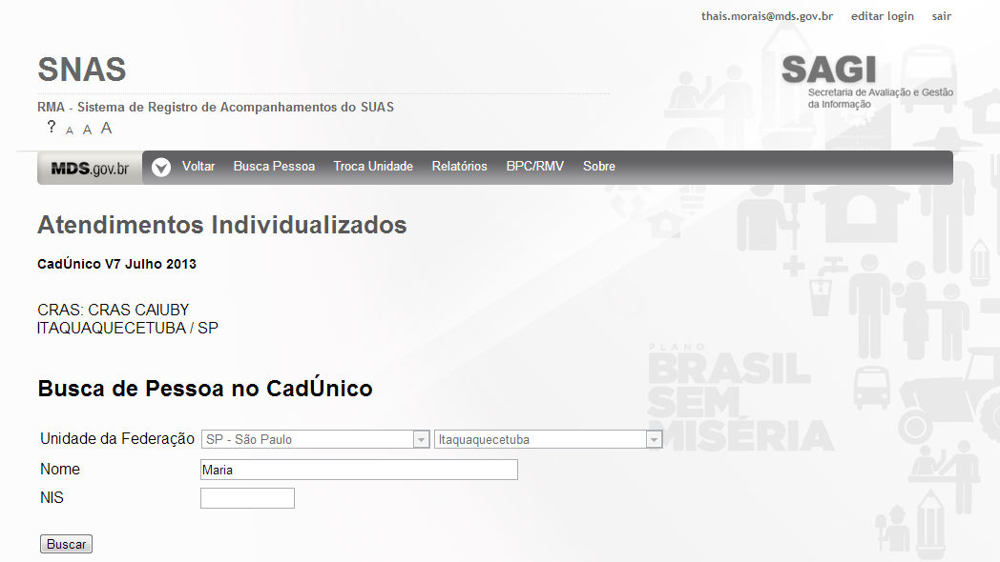 thais.morais@mds.gov.br editar login sair
SNAS
SAGI
Secretaria de Avaliação e Gestão
da Informação
RMA - Sistema de Registro de Acompanhamentos do SUAS
? A A A
MDS.gov.br Voltar Busca Pessoa Troca Unidade Relatórios BPC/RMV Sobre
Atendimentos Individualizados
CadÚnico V7 Julho 2013
CRAS: CRAS CAIUBY
ITAQUAQUECETUBA / SP
PLANO
BRASIL
SEM
MISÉRIA
Busca de Pessoa no CadÚnico
Unidade da Federação SP - São Paulo Itaquaquecetuba
Nome Maria
NIS
Buscar